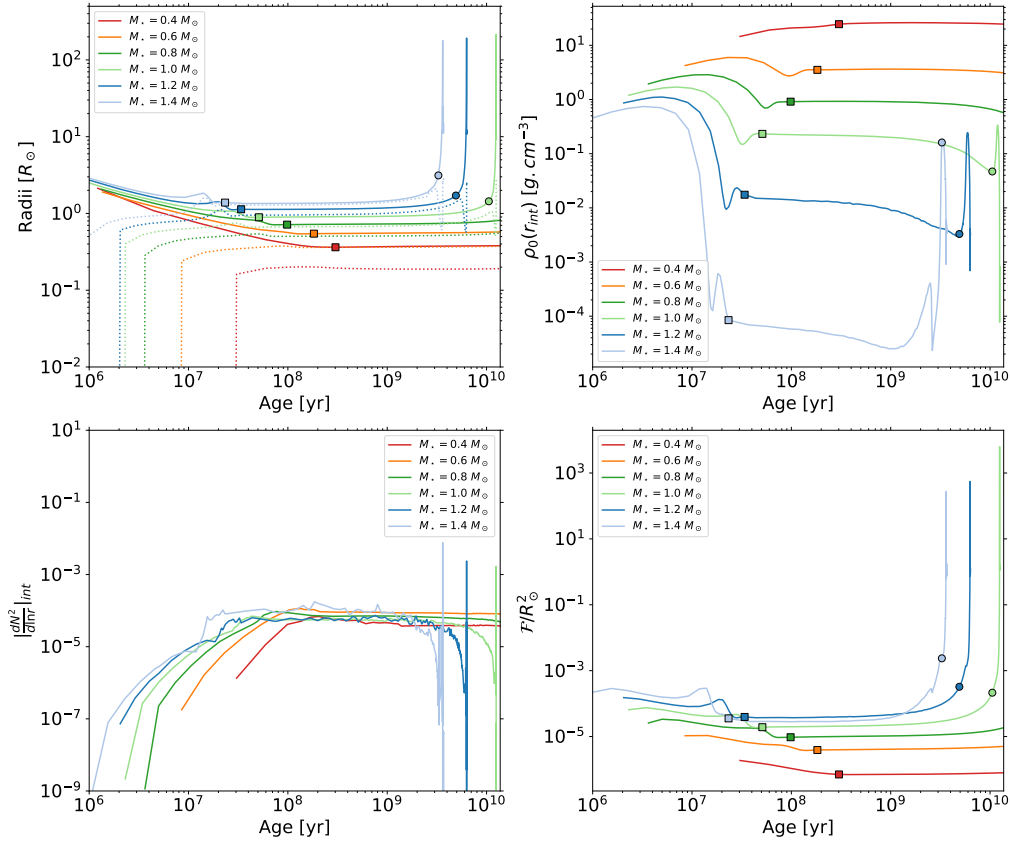 10² 10¹ 10⁰ 10⁻¹ 10⁻²
Radii [R⊙]
M⋆ = 0.4 M⊙
M⋆ = 0.6 M⊙
M⋆ = 0.8 M⊙
M⋆ = 1.0 M⊙
M⋆ = 1.2 M⊙
M⋆ = 1.4 M⊙
10⁶ 10⁷ 10⁸ 10⁹ 10¹⁰
Age [yr]
10¹ 10⁰ 10⁻¹ 10⁻² 10⁻³ 10⁻⁴
ρ₀(r_int) [g.cm⁻³]
M⋆ = 0.4 M⊙
M⋆ = 0.6 M⊙
M⋆ = 0.8 M⊙
M⋆ = 1.0 M⊙
M⋆ = 1.2 M⊙
M⋆ = 1.4 M⊙
10⁶ 10⁷ 10⁸ 10⁹ 10¹⁰
Age [yr]
10¹ 10⁻¹ 10⁻³ 10⁻⁵ 10⁻⁷ 10⁻⁹
|dN²/dlnr|_int
M⋆ = 0.4 M⊙
M⋆ = 0.6 M⊙
M⋆ = 0.8 M⊙
M⋆ = 1.0 M⊙
M⋆ = 1.2 M⊙
M⋆ = 1.4 M⊙
10⁶ 10⁷ 10⁸ 10⁹ 10¹⁰
Age [yr]
10³ 10¹ 10⁻¹ 10⁻³ 10⁻⁵
ℱ/R⊙²
M⋆ = 0.4 M⊙
M⋆ = 0.6 M⊙
M⋆ = 0.8 M⊙
M⋆ = 1.0 M⊙
M⋆ = 1.2 M⊙
M⋆ = 1.4 M⊙
10⁶ 10⁷ 10⁸ 10⁹ 10¹⁰
Age [yr]